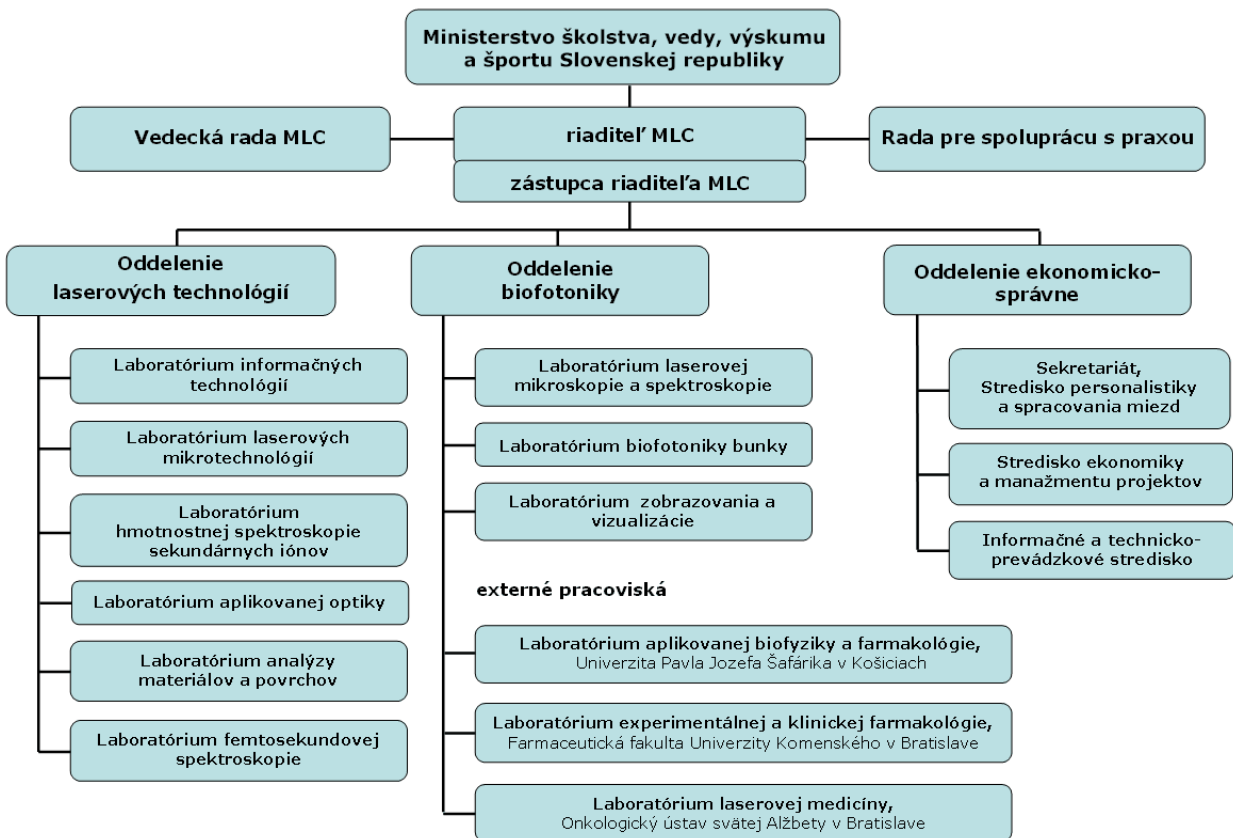 Ministerstvo školstva, vedy, výskumu
a športu Slovenskej republiky
Vedecká rada MLC
riaditeľ MLC
Rada pre spoluprácu s praxou
zástupca riaditeľa MLC
Oddelenie
laserových technológií
Oddelenie
biofotoniky
Oddelenie ekonomicko-
správne
Laboratórium informačných
technológií
Laboratórium laserových
mikrotechnológií
Laboratórium
hmotnostnej spektroskopie
sekundárnych iónov
Laboratórium aplikovanej optiky
Laboratórium analýzy
materiálov a povrchov
Laboratórium femtosekundovej
spektroskopie
Laboratórium laserovej
mikroskopie a spektroskopie
Laboratórium biofotoniky bunky
Laboratórium zobrazovania a
vizualizácie
externé pracoviská
Laboratórium aplikovanej biofyziky a farmakológie,
Univerzita Pavla Jozefa Šafárika v Košiciach
Laboratórium experimentálnej a klinickej farmakológie,
Farmaceutická fakulta Univerzity Komenského v Bratislave
Laboratórium laserovej medicíny,
Onkologický ústav svätej Alžbety v Bratislave
Sekretariát,
Stredisko personalistiky
a spracovania miezd
Stredisko ekonomiky
a manažmentu projektov
Informačné a technicko-
prevádzkové stredisko